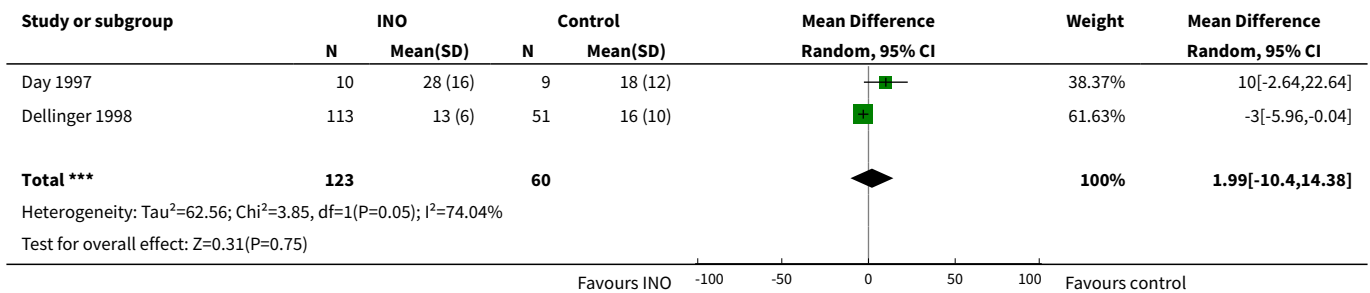 Study or subgroup INO Control Mean Difference Weight Mean Difference
N Mean(SD) N Mean(SD) Random, 95% CI Random, 95% CI
Day 1997 10 28 (16) 9 18 (12) 38.37% 10[-2.64,22.64]
Dellinger 1998 113 13 (6) 51 16 (10) 61.63% -3[-5.96,-0.04]
Total *** 123 60 100% 1.99[-10.4,14.38]
Heterogeneity: Tau²=62.56; Chi²=3.85, df=1(P=0.05); I²=74.04%
Test for overall effect: Z=0.31(P=0.75)
Favours INO -100 -50 0 50 100 Favours control